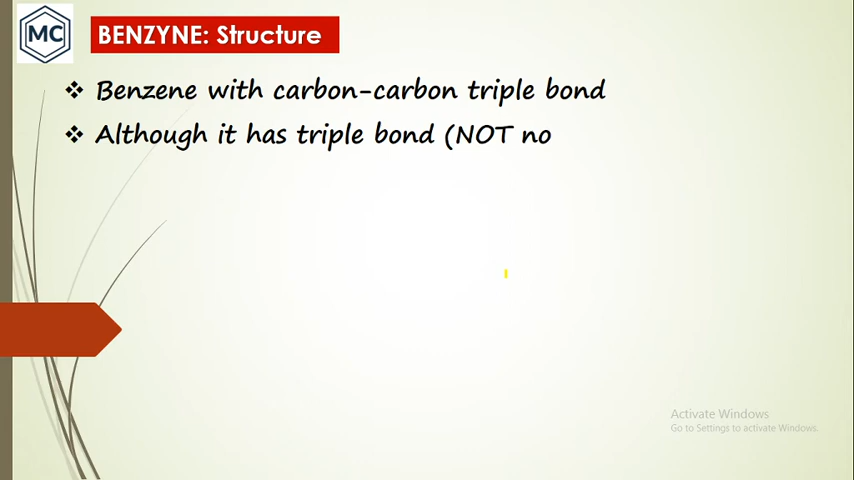 MC
BENZYNE: Structure
Benzene with carbon-carbon triple bond
Although it has triple bond (NOT no
Activate Windows
Go to Settings to activate Windows.